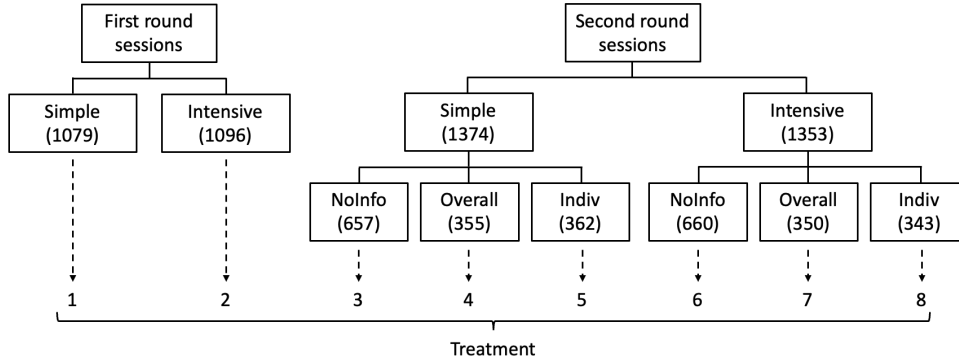 First round
sessions
Second round
sessions
Simple
(1079)
Intensive
(1096)
Simple
(1374)
Intensive
(1353)
NoInfo
(657)
Overall
(355)
Indiv
(362)
NoInfo
(660)
Overall
(350)
Indiv
(343)
1 2 3 4 5 6 7 8
Treatment